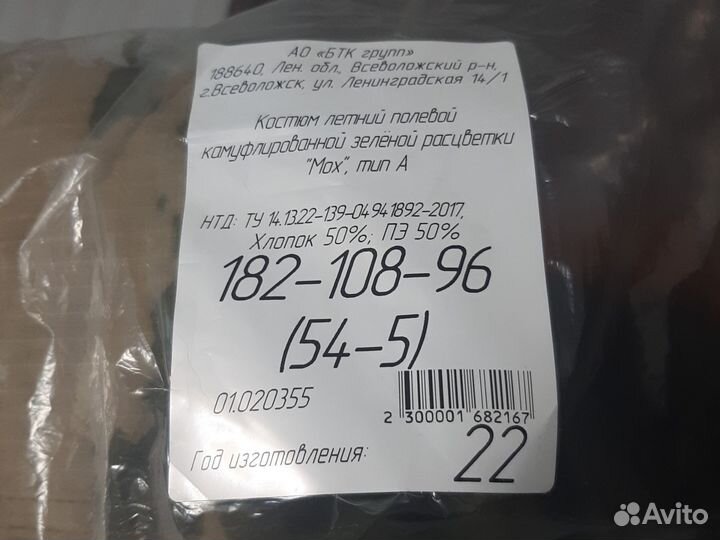 АО «БТК групп»
188640, Лен. обл., Всеволожский р-н,
г.Всеволожск, ул. Ленинградская 14/1
Костюм летний полевой
камуфлированной зелёной расцветки
"Мох", тип А
НТД: ТУ 14.13.22-139-04941892-2017,
Хлопок 50%; ПЭ 50%
182-108-96
(54-5)
01.020355
2 300001 682167
Год изготовления: 22
Avito